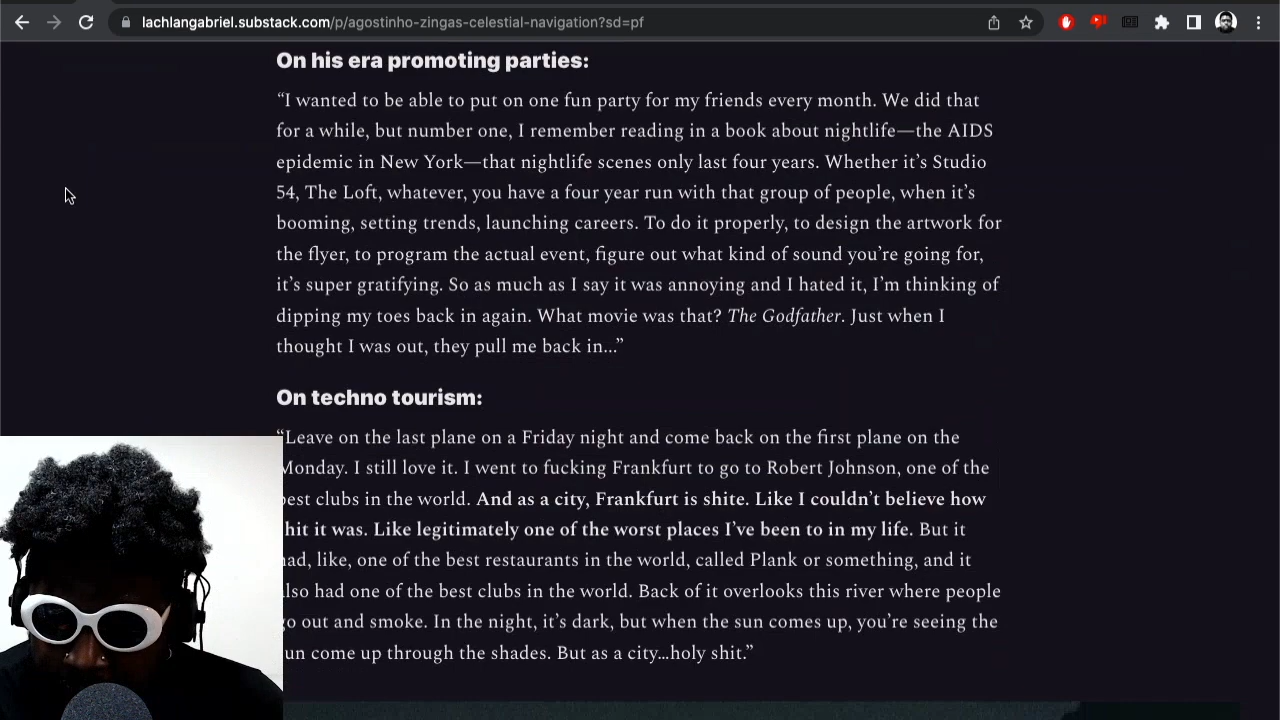 lachlangabriel.substack.com/p/agostinho-zingas-celestial-navigation?sd=pf
On his era promoting parties:
“I wanted to be able to put on one fun party for my friends every month. We did that
for a while, but number one, I remember reading in a book about nightlife—the AIDS
epidemic in New York—that nightlife scenes only last four years. Whether it’s Studio
54, The Loft, whatever, you have a four year run with that group of people, when it’s
booming, setting trends, launching careers. To do it properly, to design the artwork for
the flyer, to program the actual event, figure out what kind of sound you’re going for,
it’s super gratifying. So as much as I say it was annoying and I hated it, I’m thinking of
dipping my toes back in again. What movie was that? The Godfather. Just when I
thought I was out, they pull me back in...”
On techno tourism:
“Leave on the last plane on a Friday night and come back on the first plane on the
Monday. I still love it. I went to fucking Frankfurt to go to Robert Johnson, one of the
best clubs in the world. And as a city, Frankfurt is shite. Like I couldn’t believe how
shit it was. Like legitimately one of the worst places I’ve been to in my life. But it
had, like, one of the best restaurants in the world, called Plank or something, and it
also had one of the best clubs in the world. Back of it overlooks this river where people
go out and smoke. In the night, it’s dark, but when the sun comes up, you’re seeing the
sun come up through the shades. But as a city...holy shit.”